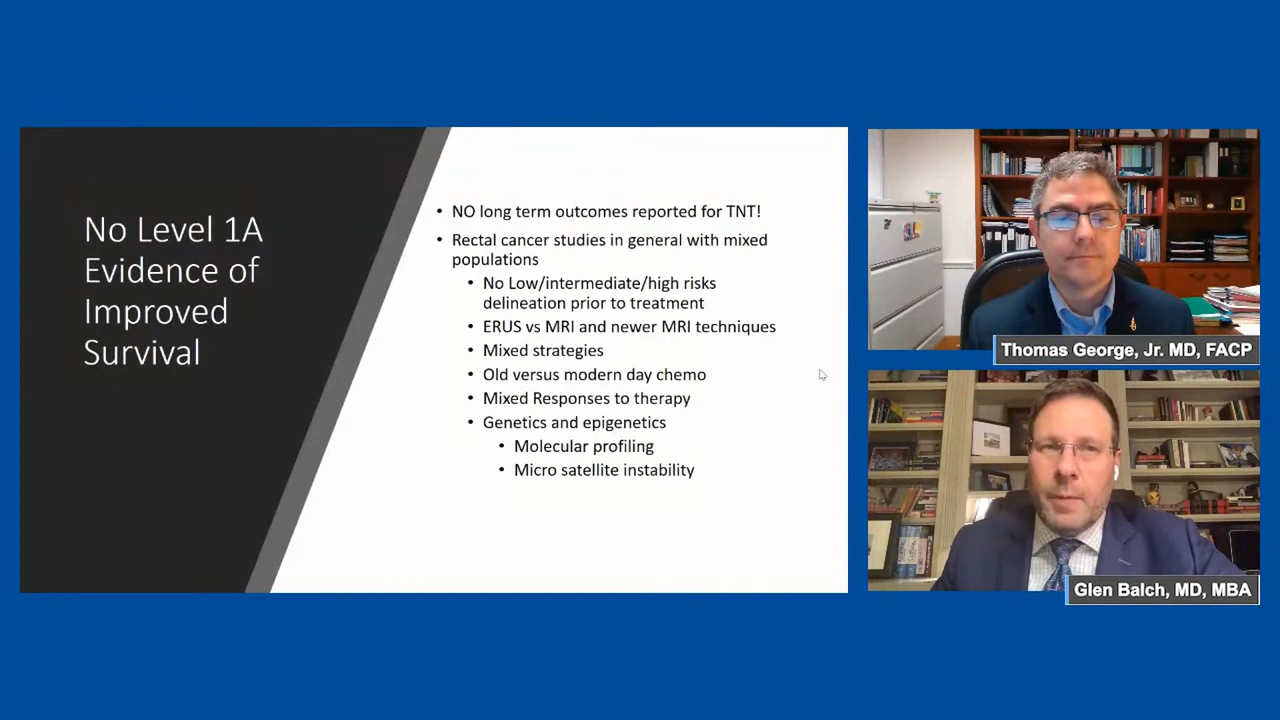 No Level 1A
Evidence of
Improved
Survival
• NO long term outcomes reported for TNT!
• Rectal cancer studies in general with mixed
populations
• No Low/intermediate/high risks
delineation prior to treatment
• ERUS vs MRI and newer MRI techniques
• Mixed strategies
• Old versus modern day chemo
• Mixed Responses to therapy
• Genetics and epigenetics
• Molecular profiling
• Micro satellite instability
Thomas George, Jr. MD, FACP
Glen Balch, MD, MBA